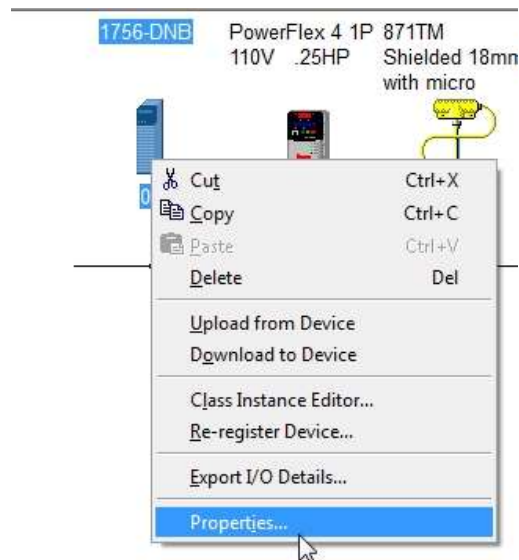 1756-DNB
PowerFlex 4 1P
110V .25HP
871TM
Shielded 18mm
with micro
0
Cut Ctrl+X
Copy Ctrl+C
Paste Ctrl+V
Delete Del
Upload from Device
Download to Device
Class Instance Editor...
Re-register Device...
Export I/O Details...
Properties...